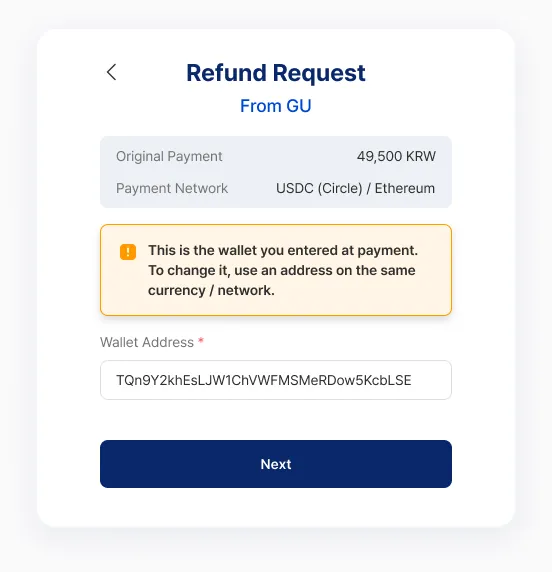 Refund Request
From GU
Original Payment 49,500 KRW
Payment Network USDC (Circle) / Ethereum
This is the wallet you entered at payment.
To change it, use an address on the same
currency / network.
Wallet Address *
TQn9Y2khEsLJW1ChVWFMSMeRDow5KcbLSE
Next